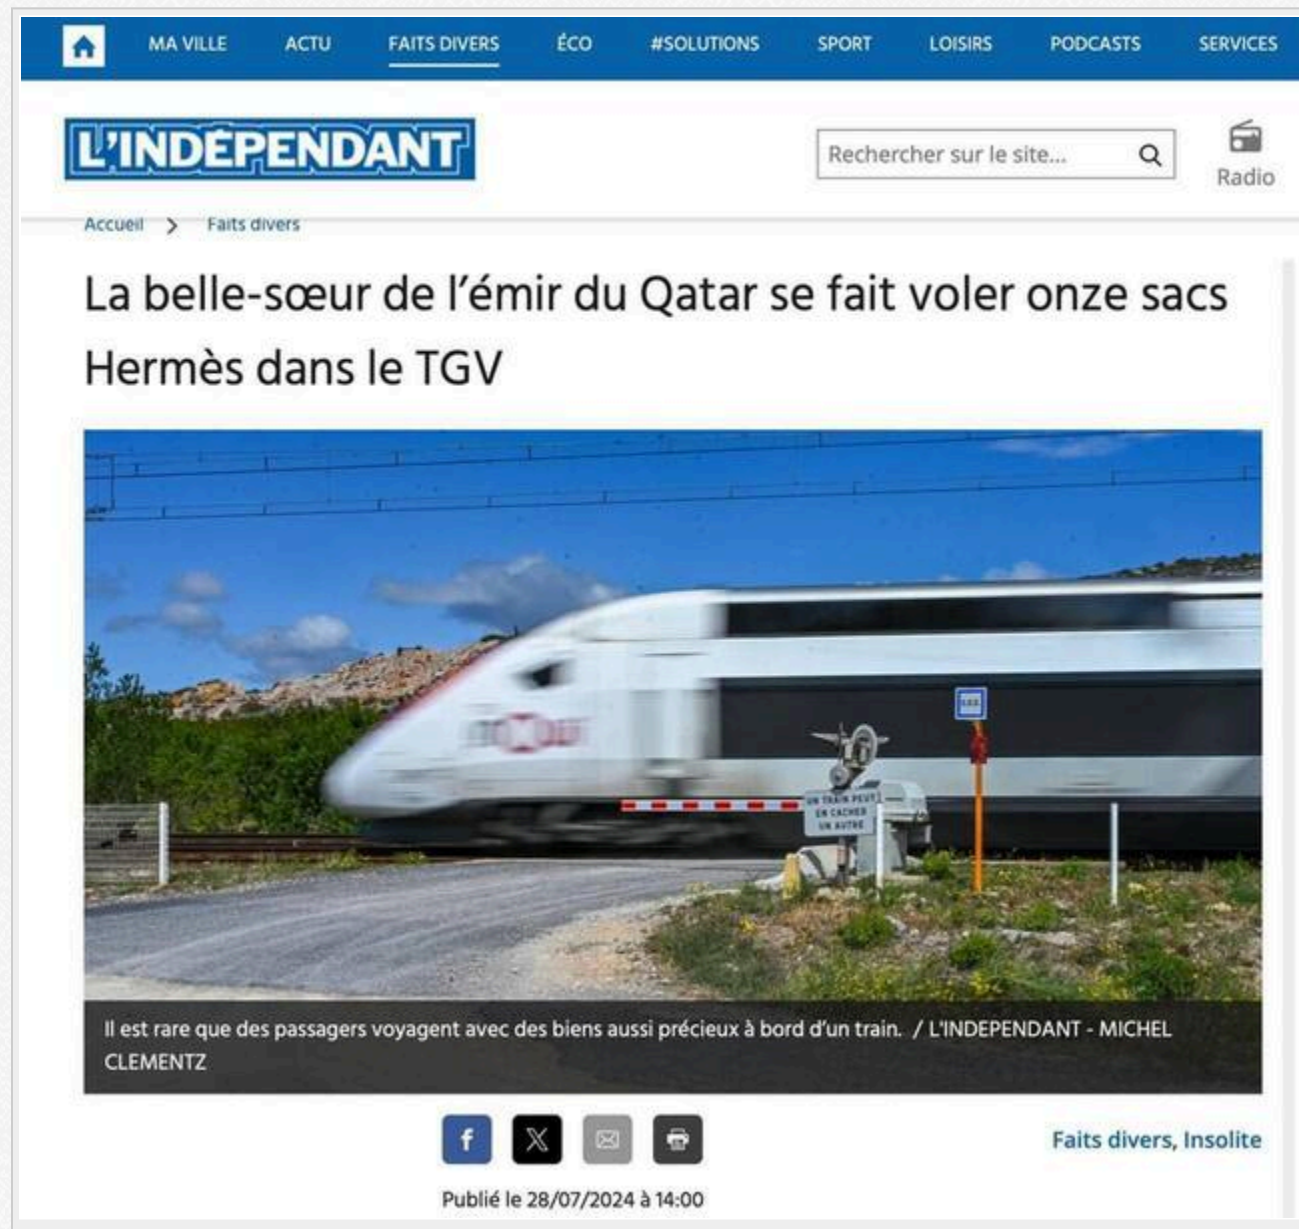 MA VILLE ACTU FAITS DIVERS ÉCO #SOLUTIONS SPORT LOISIRS PODCASTS SERVICES
L'INDÉPENDANT
Rechercher sur le site...
Radio
Accueil > Faits divers
La belle-sœur de l’émir du Qatar se fait voler onze sacs
Hermès dans le TGV
S.O.S.
UN TRAIN PEUT
EN CACHER
UN AUTRE
Il est rare que des passagers voyagent avec des biens aussi précieux à bord d’un train. / L'INDEPENDANT - MICHEL
CLEMENTZ
Faits divers, Insolite
Publié le 28/07/2024 à 14:00